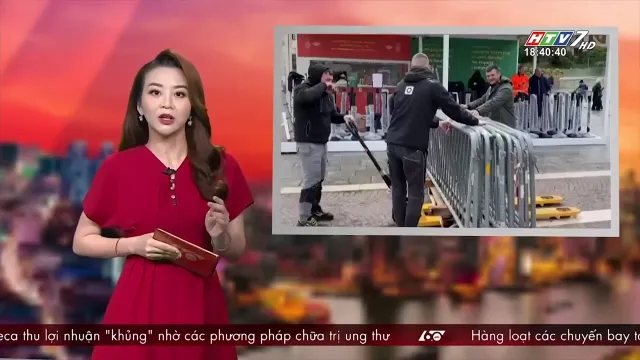 HTV7 HD
18:40:40
eca thu lợi nhuận "khủng" nhờ các phương pháp chữa trị ung thư 60 Hàng loạt các chuyến bay t